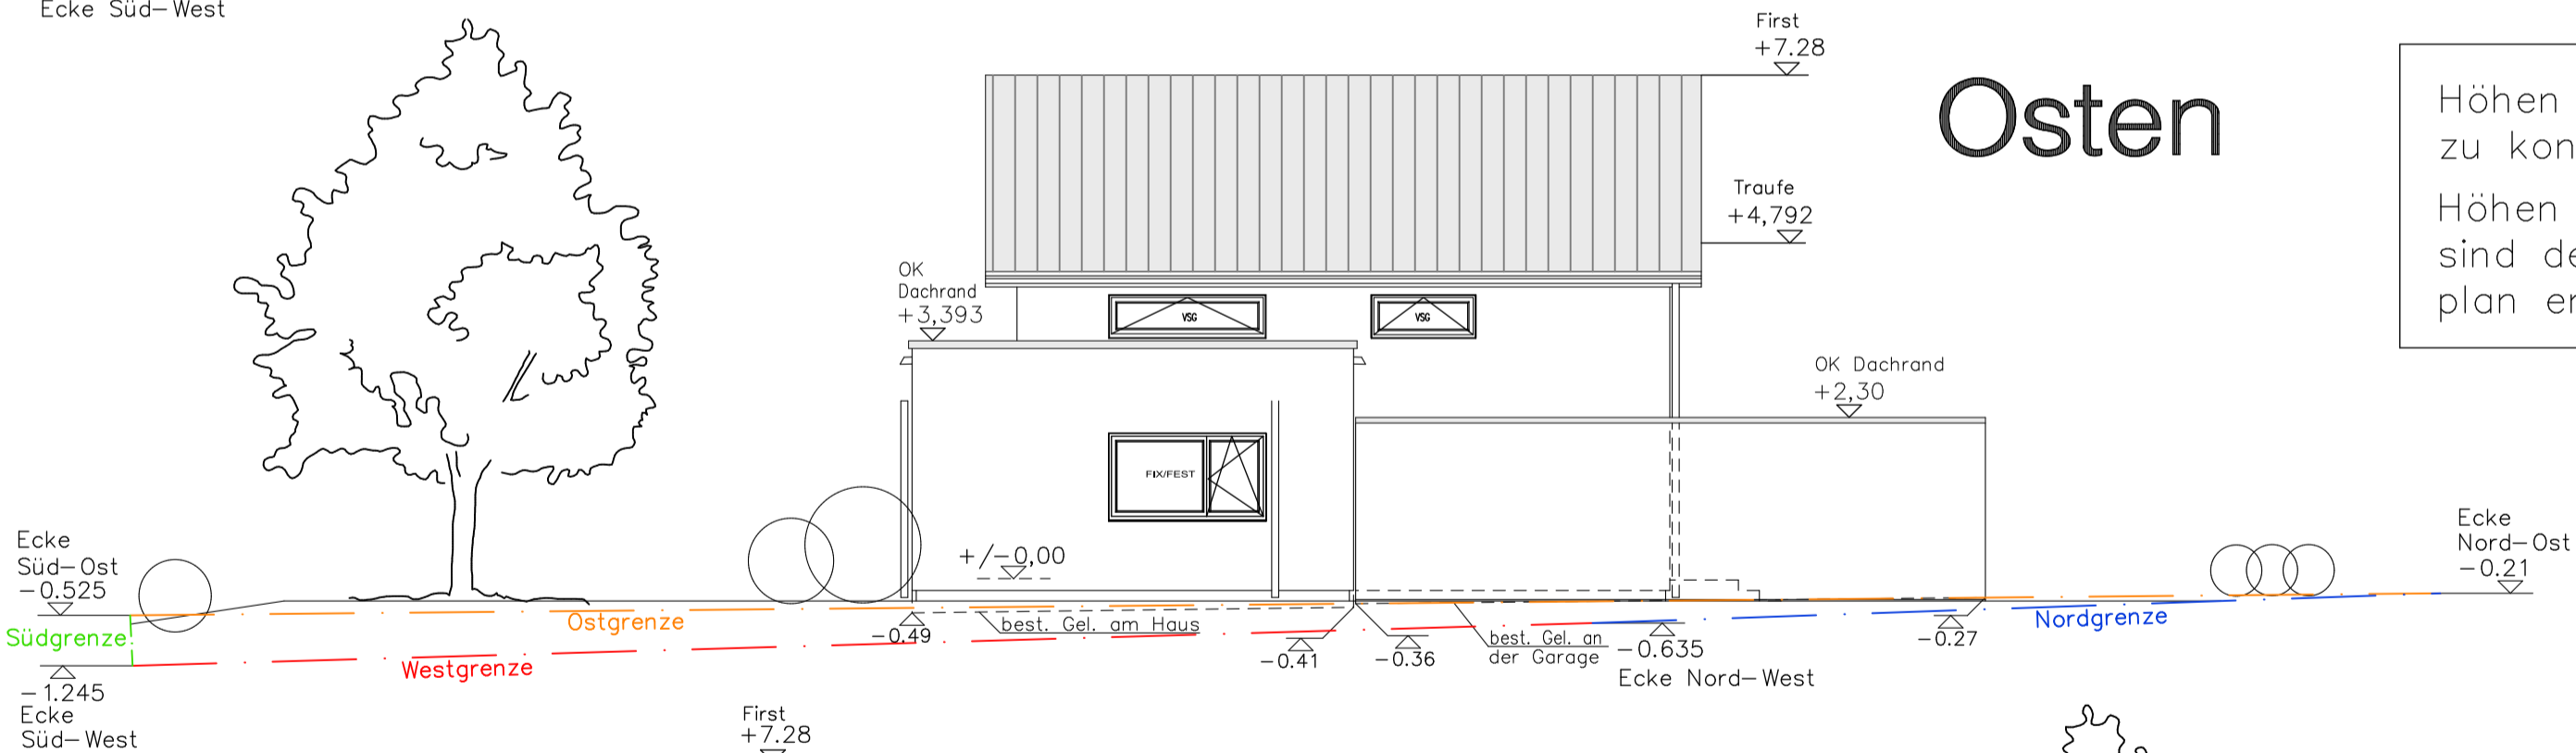 Ecke Süd-West
First
+7.28
Osten
Höhen
zu
Höhen
sind
plan
Traufe
+4,792
OK
Dachrand
+3,393
VSG
VSG
OK Dachrand
+2,30
FIX/FEST
+/-0,00
Ecke
Süd-Ost
-0.525
Ecke
Nord-Ost
-0.21
Südgrenze
Ostgrenze
Westgrenze
Nordgrenze
-0.49
best. Gel. am Haus
-0.41
-0.36
best. Gel. an
der Garage
-0.635
Ecke Nord-West
-0.27
-1.245
Ecke
Süd-West
First
+7.28